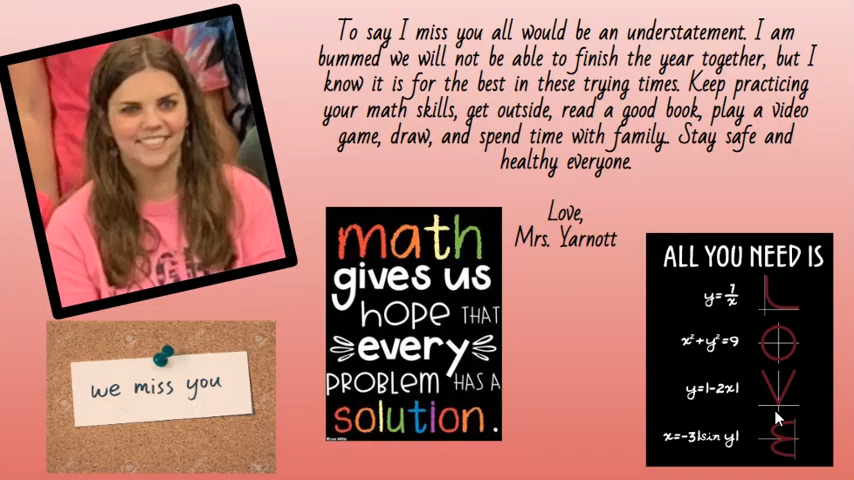 To say I miss you all would be an understatement. I am
bummed we will not be able to finish the year together, but I
know it is for the best in these trying times. Keep practicing
your math skills, get outside, read a good book, play a video
game, draw, and spend time with family. Stay safe and
healthy everyone.
Love,
Mrs. Yarnott
we miss you
math
gives us
hope THAT
every
PROBLEM HAS A
solution.
ALL YOU NEED IS
y=1/x
x²+y²=9
y=|-2x|
x=-3|sin y|